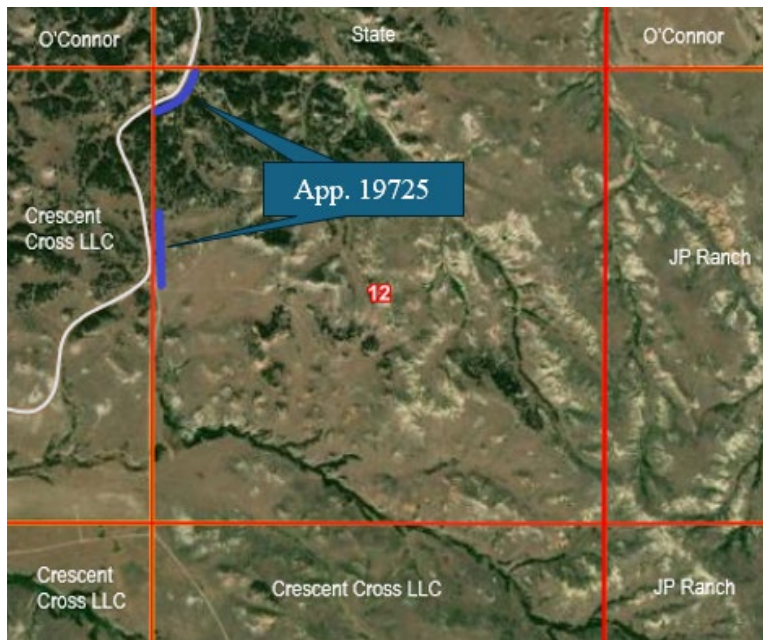 O'Connor
State
O'Connor
App. 19725
Crescent
Cross LLC
JP Ranch
12
Crescent
Cross LLC
Crescent Cross LLC
JP Ranch